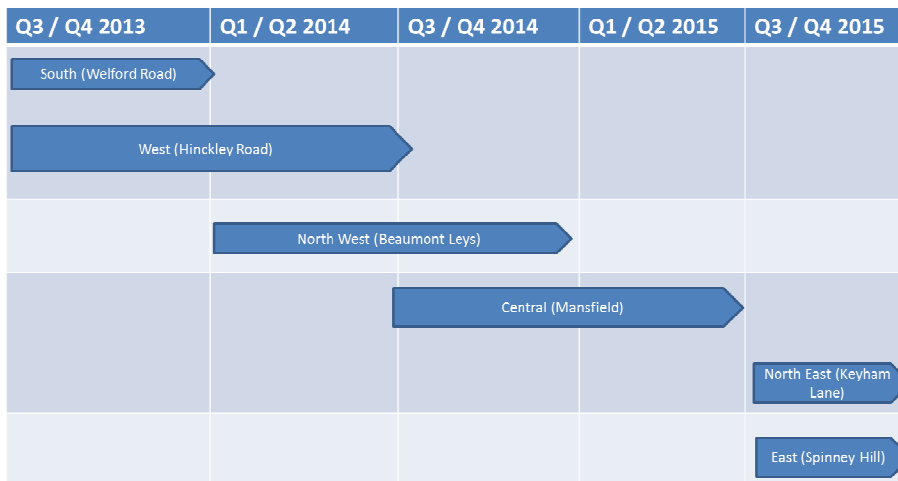 Q3 / Q4 2013
Q1 / Q2 2014
Q3 / Q4 2014
Q1 / Q2 2015
Q3 / Q4 2015
South (Welford Road)
West (Hinckley Road)
North West (Beaumont Leys)
Central (Mansfield)
North East (Keyham
Lane)
East (Spinney Hill)